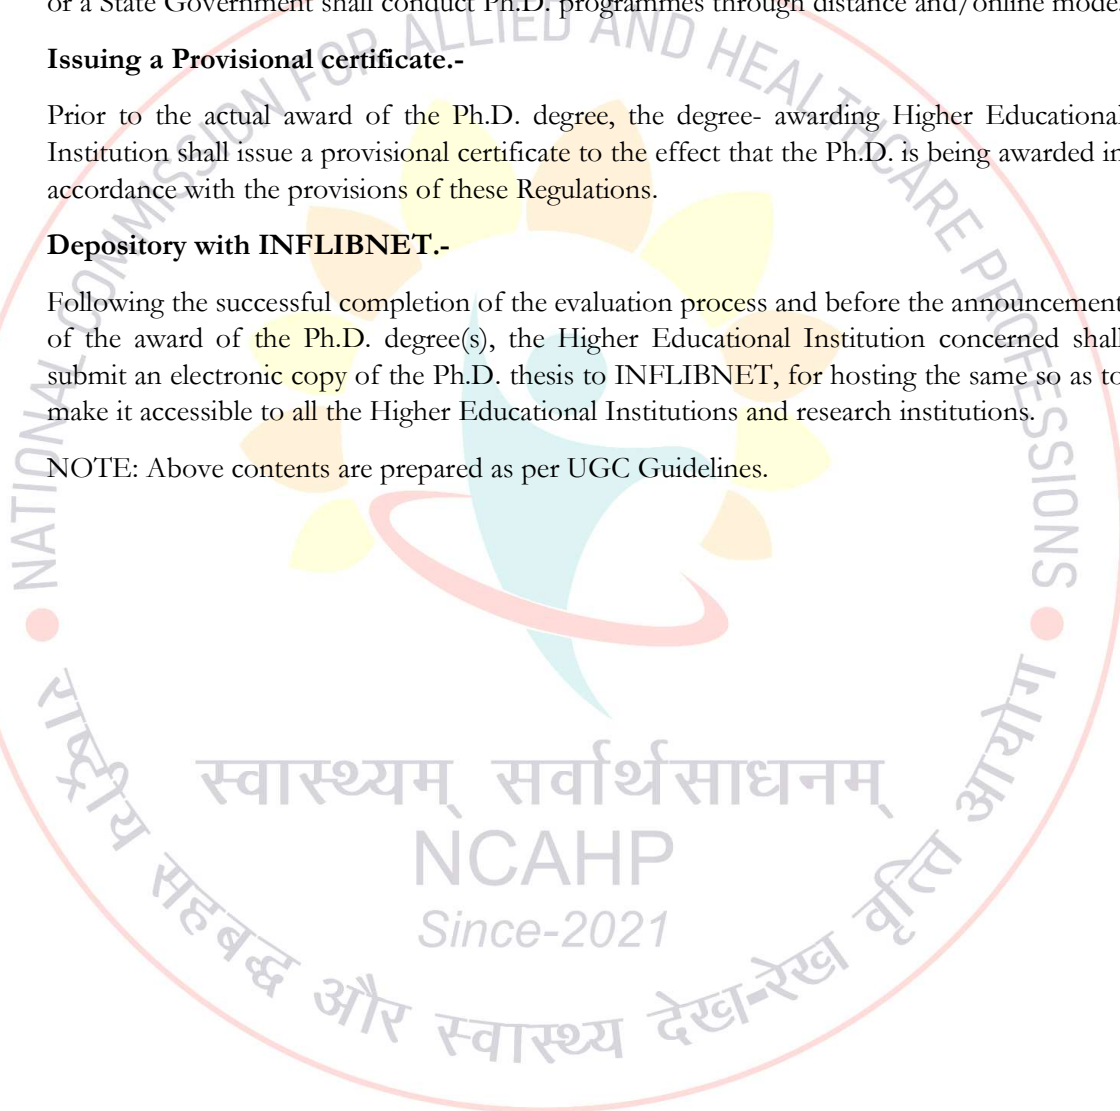 or a State Government shall conduct Ph.D. programmes through distance and/online mode.
Issuing a Provisional certificate.-
Prior to the actual award of the Ph.D. degree, the degree- awarding Higher Educational
Institution shall issue a provisional certificate to the effect that the Ph.D. is being awarded in
accordance with the provisions of these Regulations.
Depository with INFLIBNET.-
Following the successful completion of the evaluation process and before the announcement
of the award of the Ph.D. degree(s), the Higher Educational Institution concerned shall
submit an electronic copy of the Ph.D. thesis to INFLIBNET, for hosting the same so as to
make it accessible to all the Higher Educational Institutions and research institutions.
NOTE: Above contents are prepared as per UGC Guidelines.
NATIONAL COMMISSION FOR ALLIED AND HEALTHCARE PROFESSIONS
स्वास्थ्यम् सर्वार्थसाधनम्
NCAHP
Since-2021
राष्ट्रीय सहबद्ध और स्वास्थ्य देख-रेख वृत्ति आयोग